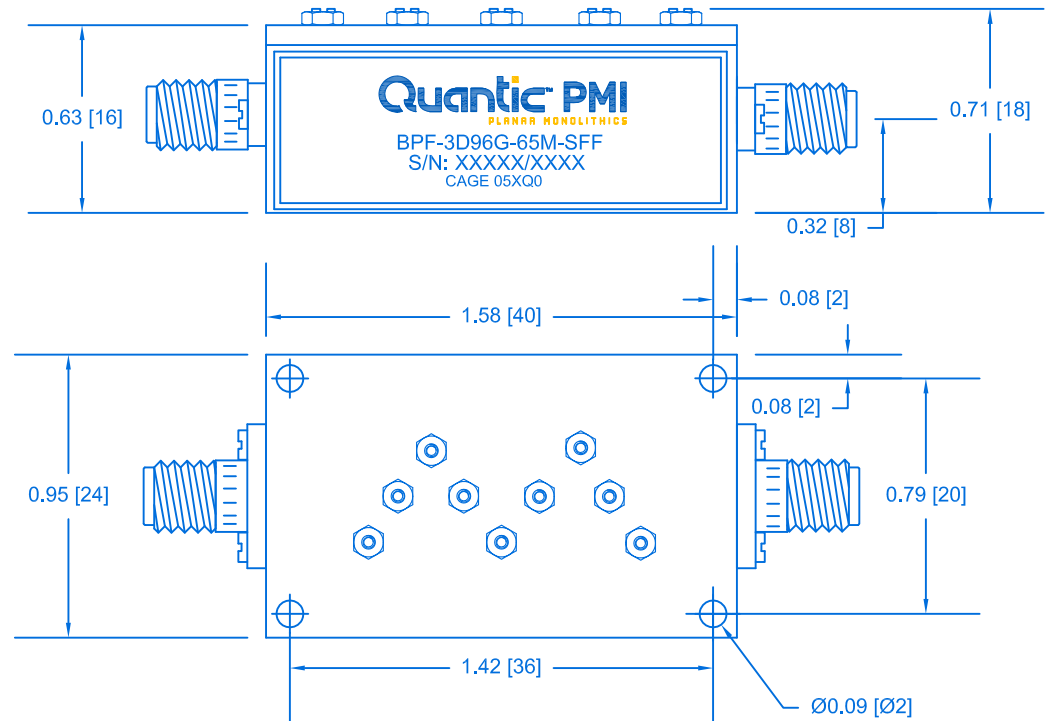 0.63 [16]
Quantic™ PMI
PLANAR MONOLITHICS
BPF-3D96G-65M-SFF
S/N: XXXXX/XXXX
CAGE 05XQ0
0.71 [18]
0.32 [8]
0.08 [2]
1.58 [40]
0.08 [2]
0.95 [24]
0.79 [20]
1.42 [36]
Ø0.09 [Ø2]